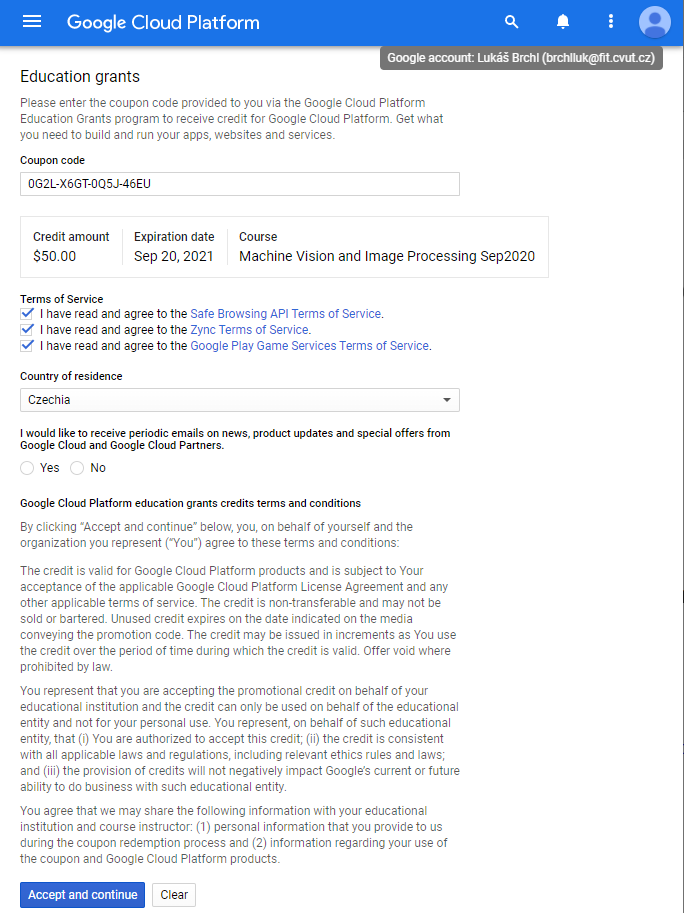 Google Cloud Platform
Google account: Lukáš Brchl (brchlluk@fit.cvut.cz)
Education grants
Please enter the coupon code provided to you via the Google Cloud Platform
Education Grants program to receive credit for Google Cloud Platform. Get what
you need to build and run your apps, websites and services.
Coupon code
0G2L-X6GT-0Q5J-46EU
Credit amount Expiration date Course
$50.00 Sep 20, 2021 Machine Vision and Image Processing Sep2020
Terms of Service
I have read and agree to the Safe Browsing API Terms of Service.
I have read and agree to the Zync Terms of Service.
I have read and agree to the Google Play Game Services Terms of Service.
Country of residence
Czechia
I would like to receive periodic emails on news, product updates and special offers from
Google Cloud and Google Cloud Partners.
Yes No
Google Cloud Platform education grants credits terms and conditions
By clicking “Accept and continue” below, you, on behalf of yourself and the
organization you represent (“You”) agree to these terms and conditions:
The credit is valid for Google Cloud Platform products and is subject to Your
acceptance of the applicable Google Cloud Platform License Agreement and any
other applicable terms of service. The credit is non-transferable and may not be
sold or bartered. Unused credit expires on the date indicated on the media
conveying the promotion code. The credit may be issued in increments as You use
the credit over the period of time during which the credit is valid. Offer void where
prohibited by law.
You represent that you are accepting the promotional credit on behalf of your
educational institution and the credit can only be used on behalf of the educational
entity and not for your personal use. You represent, on behalf of such educational
entity, that (i) You are authorized to accept this credit; (ii) the credit is consistent
with all applicable laws and regulations, including relevant ethics rules and laws;
and (iii) the provision of credits will not negatively impact Google's current or future
ability to do business with such educational entity.
You agree that we may share the following information with your educational
institution and course instructor: (1) personal information that you provide to us
during the coupon redemption process and (2) information regarding your use of
the coupon and Google Cloud Platform products.
Accept and continue Clear